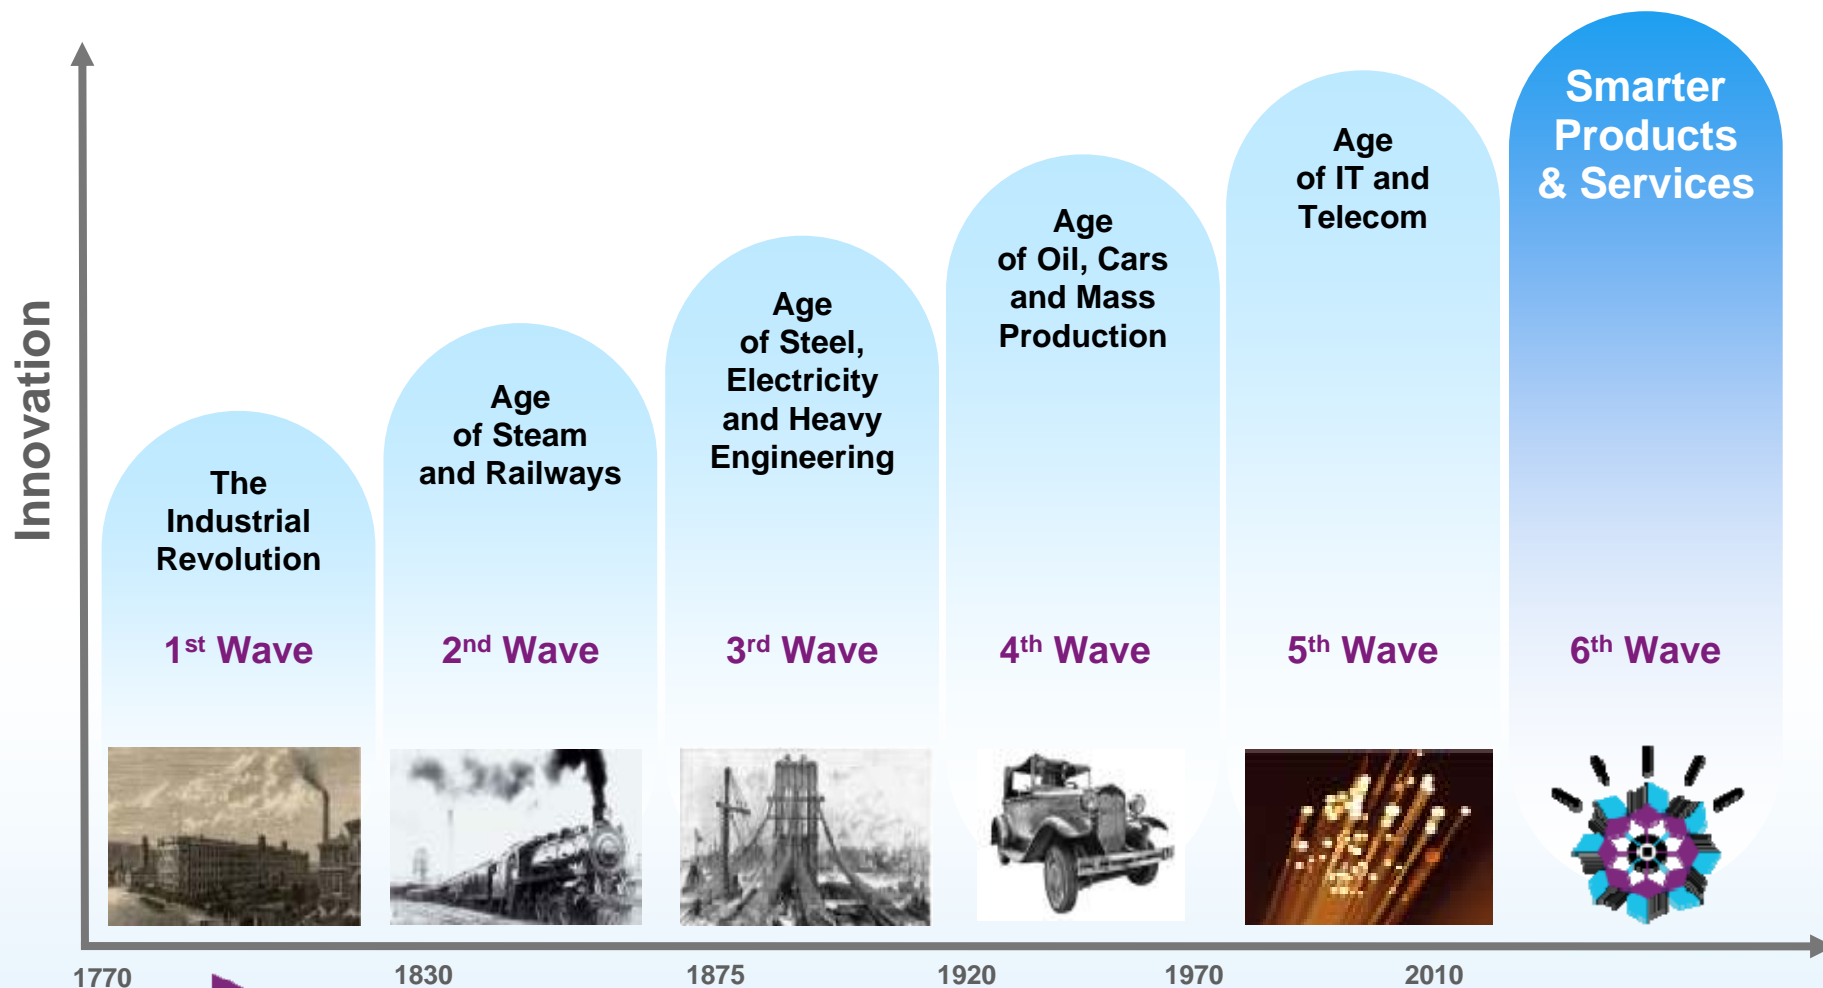 Innovation
The
Industrial
Revolution
1st Wave
Age
of Steam
and Railways
2nd Wave
Age
of Steel,
Electricity
and Heavy
Engineering
3rd Wave
Age
of Oil, Cars
and Mass
Production
4th Wave
Age
of IT and
Telecom
5th Wave
Smarter
Products
& Services
6th Wave
1770
1830
1875
1920
1970
2010